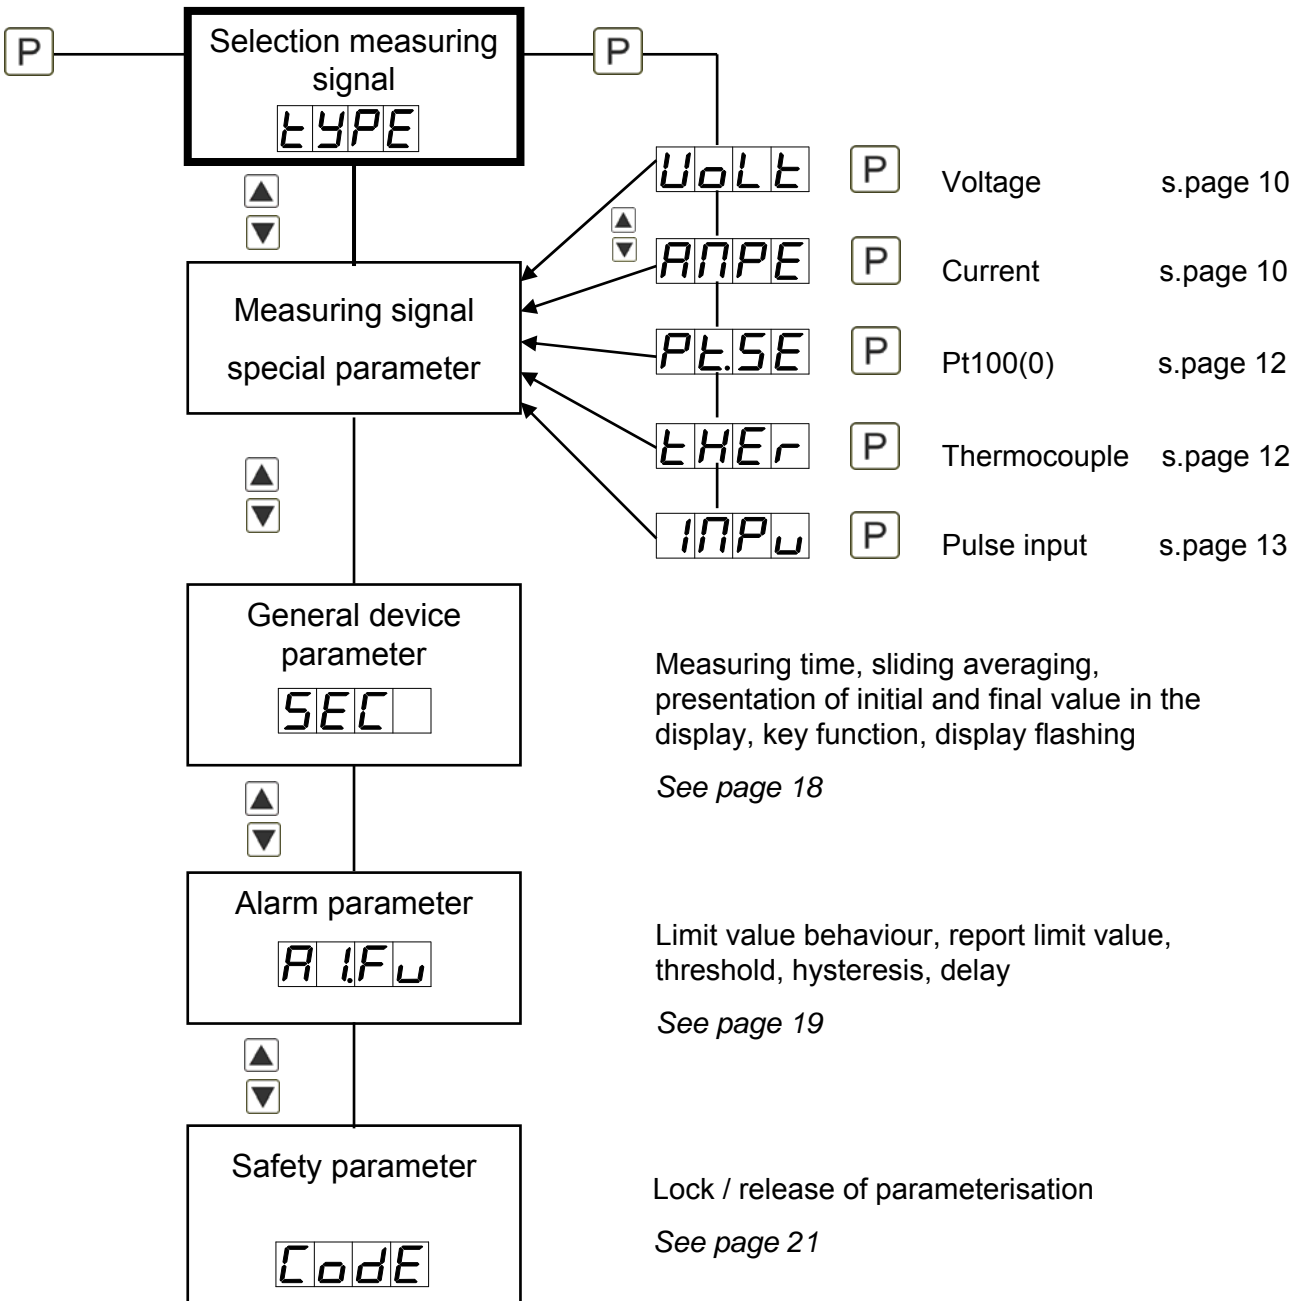 P
Selection measuring
signal
tYPE
P
VoLt P Voltage s.page 10
AMPE P Current s.page 10
Measuring signal
special parameter
Pt.SE P Pt100(0) s.page 12
tHEr P Thermocouple s.page 12
IMPu P Pulse input s.page 13
General device
parameter
SEC
Measuring time, sliding averaging,
presentation of initial and final value in the
display, key function, display flashing
See page 18
Alarm parameter
A1.Fu
Limit value behaviour, report limit value,
threshold, hysteresis, delay
See page 19
Safety parameter
CodE
Lock / release of parameterisation
See page 21